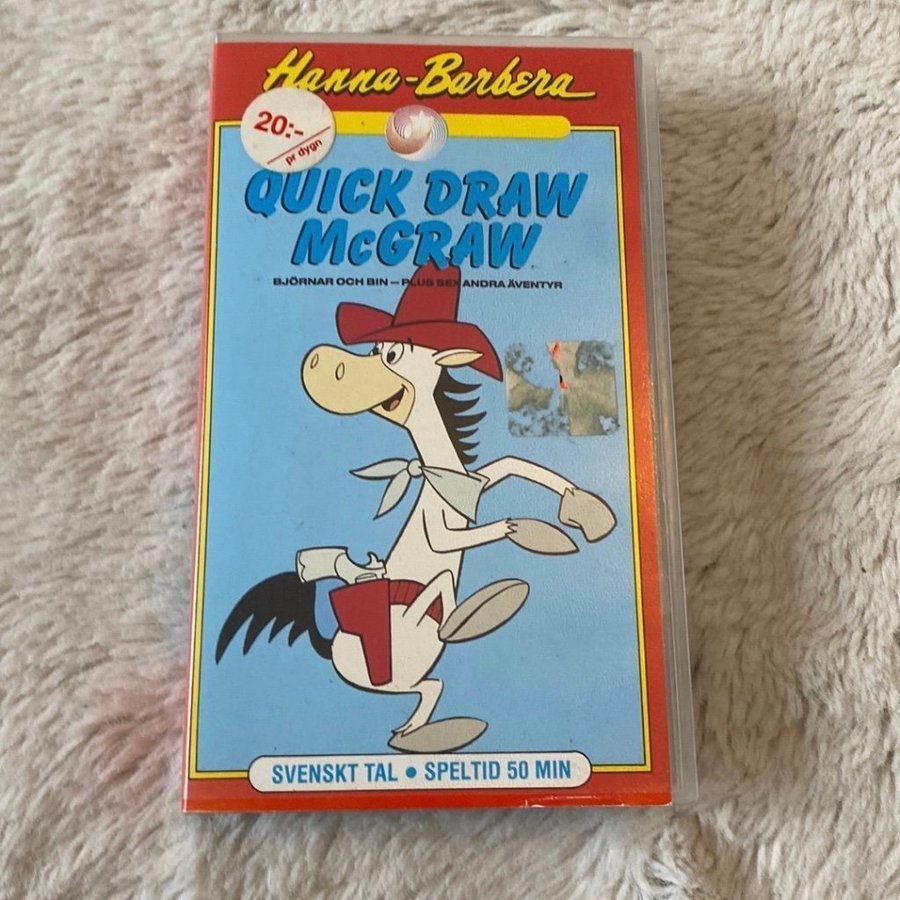 Hanna-Barbera
20:-
pr dygn
QUICK DRAW
McGRAW
BJÖRNAR OCH BIN – PLUS SEX ANDRA ÄVENTYR
SVENSKT TAL • SPELTID 50 MIN